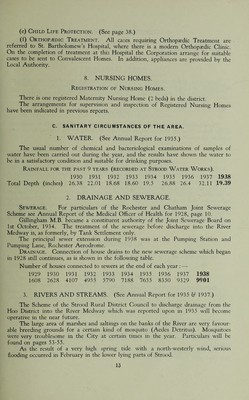 (e) CHILD LIFE PROTECTION. (See page 38.)
(f) ORTHOPÆDIC TREATMENT. All cases requiring Orthopædic Treatment are
referred to St. Bartholomew's Hospital, where there is a modern Orthopædic Clinic.
On the completion of treatment at this Hospital the Corporation arrange for suitable
cases to be sent to Convalescent Homes. In addition, appliances are provided by the
Local Authority.
8. NURSING HOMES.
REGISTRATION OF NURSING HOMES.
There is one registered Maternity Nursing Home (2 beds) in the district.
The arrangements for supervision and inspection of Registered Nursing Homes
have been indicated in previous reports.
C. SANITARY CIRCUMSTANCES OF THE AREA.
1. WATER. (See Annual Report for 1933.)
The usual number of chemical and bacteriological examinations of samples of
water have been carried out during the year, and the results have shown the water to
be in a satisfactory condition and suitable for drinking purposes.
RAINFALL FOR THE PAST 9 YEARS (RECORDED AT STROOD WATER WORKS).
1930 1931 1932 1933 1934 1935 1936 1937 1938
Total Depth (inches) 26.38 22.01 18.68 18.60 19.3 26.88 26.4 32.11 19.39
2. DRAINAGE AND SEWERAGE.
SEWERAGE. For particulars of the Rochester and Chatham Joint Sewerage
Scheme see Annual Report of the Medical Officer of Health for 1928, page 10.
Gillingham M.B. became a constituent authority of the Joint Sewerage Board on
1st October, 1934. The treatment of the sewerage before discharge into the River
Medway is, as formerly, by Tank Settlement only.
The principal sewer extension during 1938 was at the Pumping Station and
Pumping Lane, Rochester Aerodrome.
DRAINAGE. Connection of house drains to the new sewerage scheme which began
in 1928 still continues, as is shown in the following table.
Number of houses connected to sewers at the end of each year:—
1929 1930 1931 1932 1933 1934 1935 1936 1937 1938
1608 2628 4107 4955 5790 7188 7635 8350 9329 9901
3. RIVERS AND STREAMS. (See Annual Report for 1935 & 1937.)
The Scheme of the Strood Rural District Council to discharge drainage from the
Hoo District into the River Medway which was reported upon in 1933 will become
operative in the near future.
The large area of marshes and saltings on the banks of the River are very favour-
able breeding grounds for a certain kind of mosquito (Aedes Detritus). Mosquitoes
were very troublesome in the City at certain times in the year. Particulars will be
found on pages 53-55.
As the result of a very high spring tide with a north-westerly wind, serious
flooding occurred in February in the lower lying parts of Strood.
13